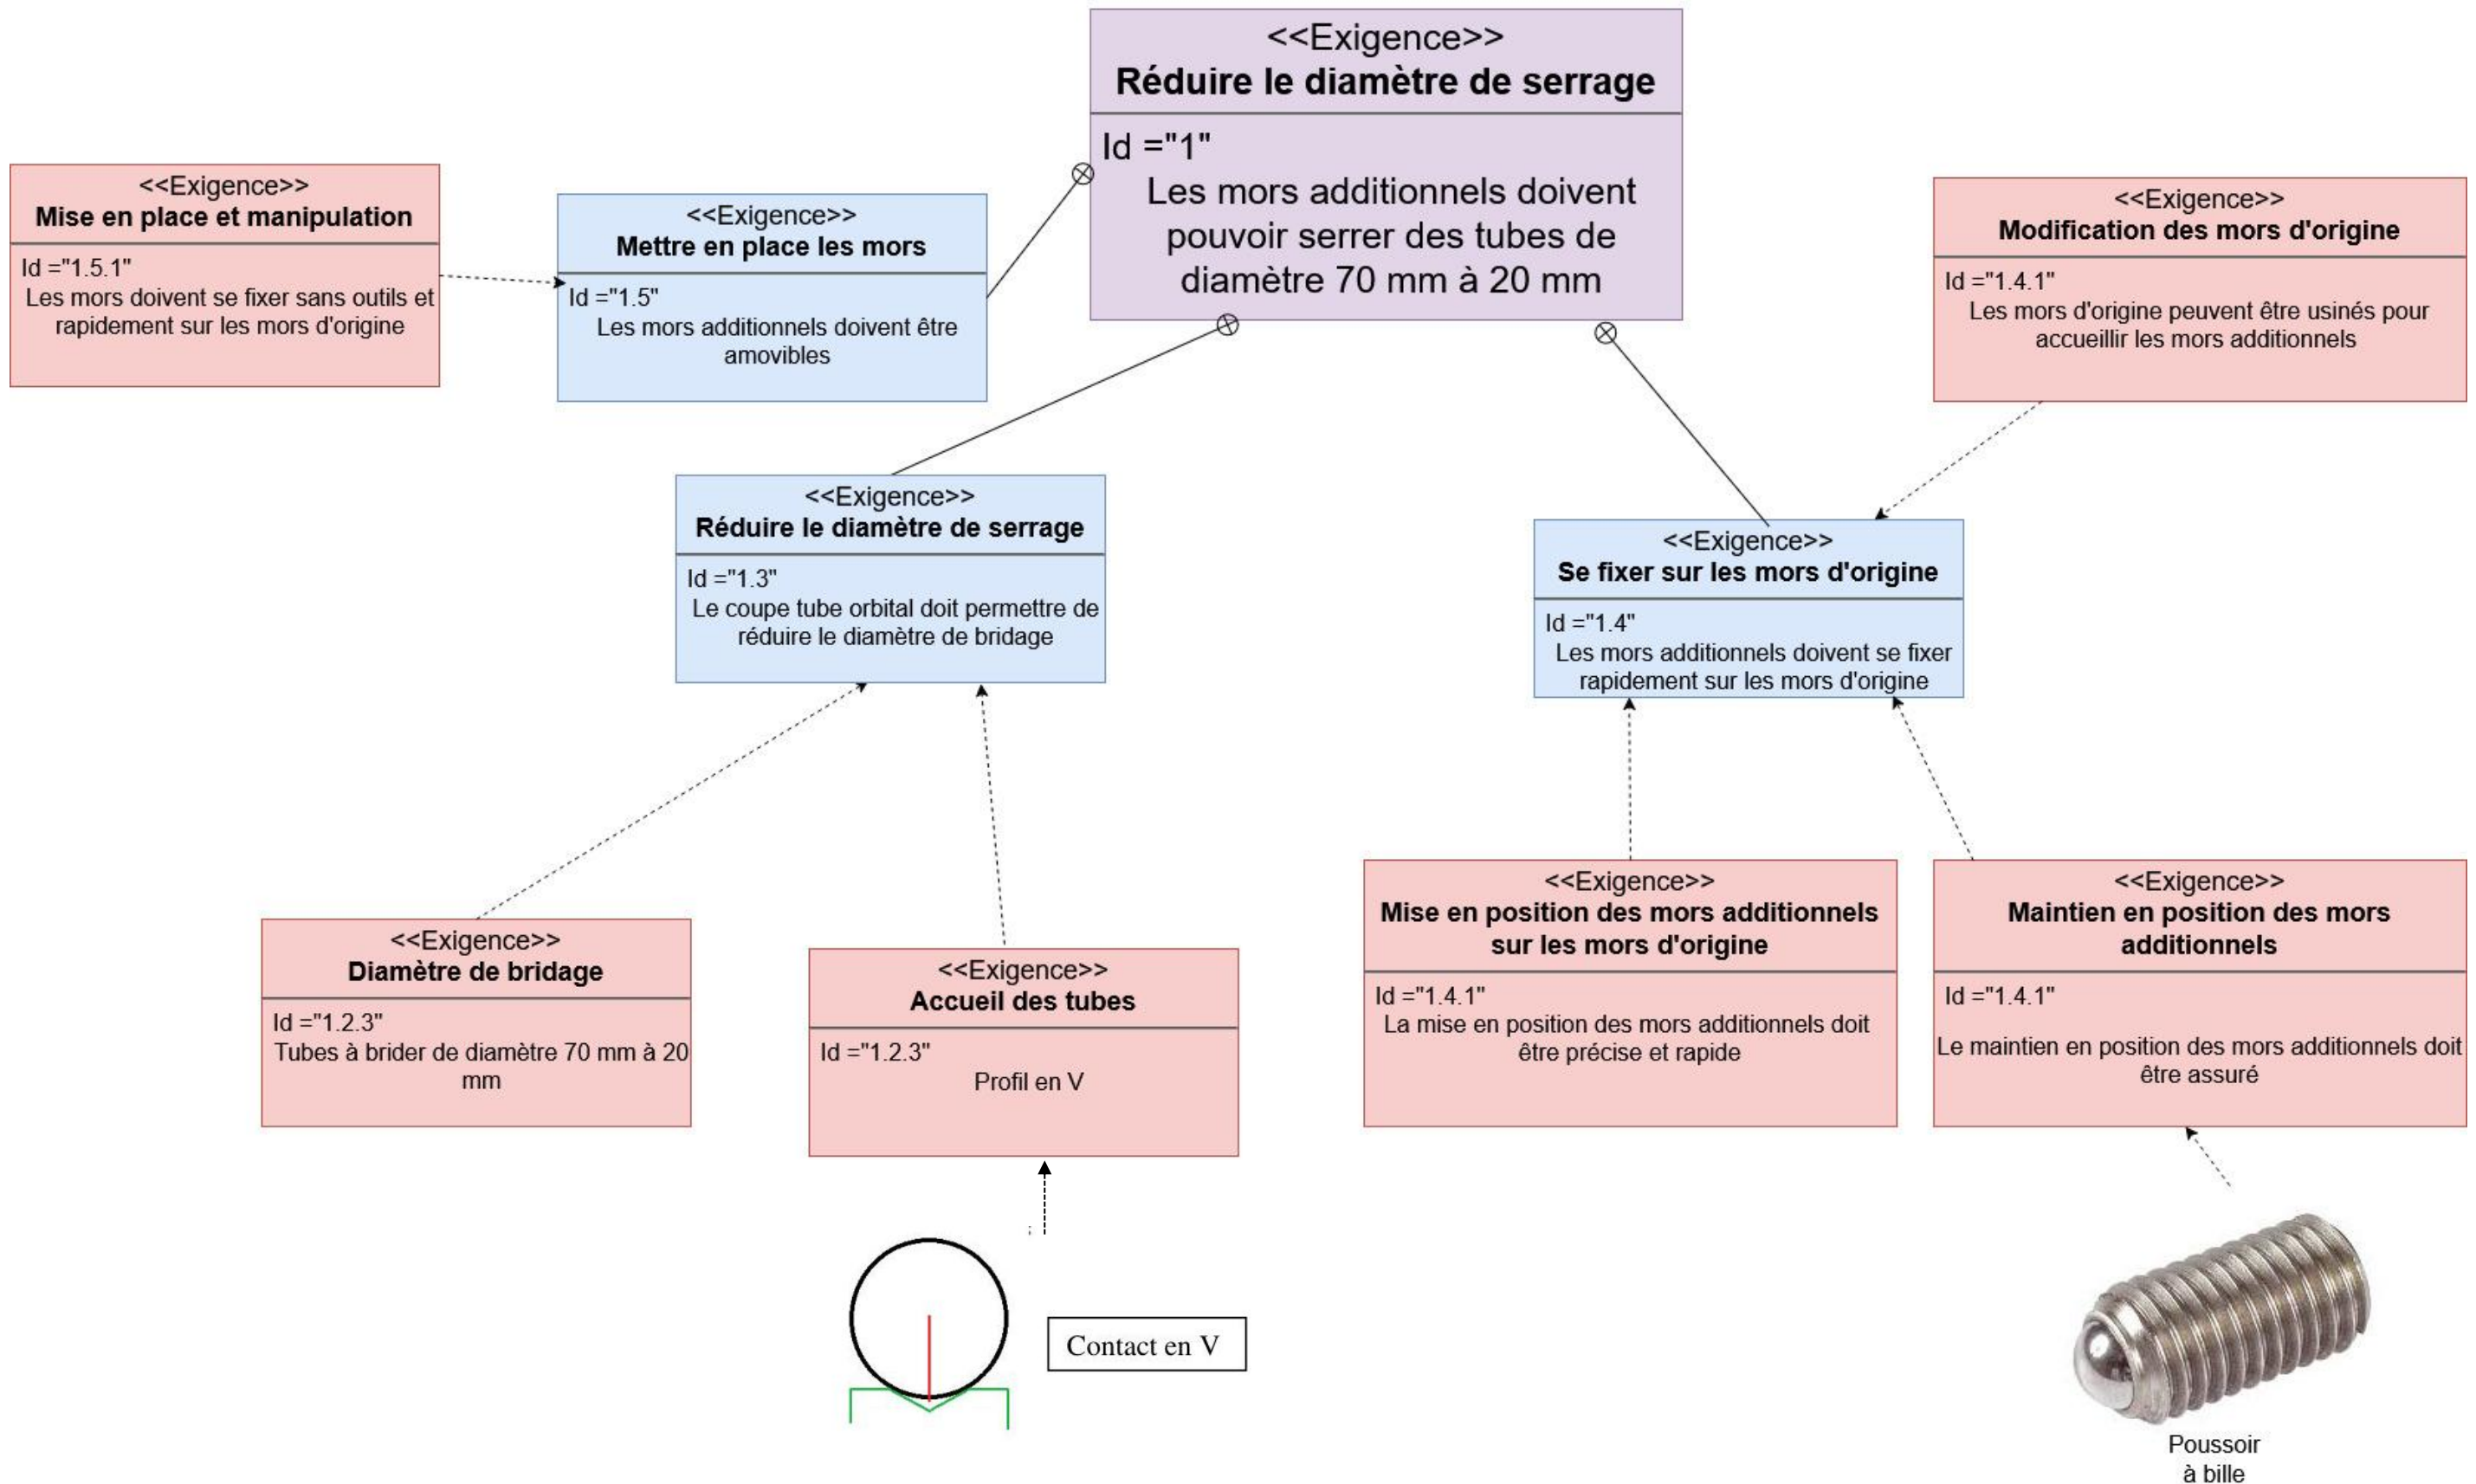 <<Exigence>>
Réduire le diamètre de serrage
Id ="1"
Les mors additionnels doivent
pouvoir serrer des tubes de
diamètre 70 mm à 20 mm
<<Exigence>>
Mise en place et manipulation
Id ="1.5.1"
Les mors doivent se fixer sans outils et
rapidement sur les mors d'origine
<<Exigence>>
Mettre en place les mors
Id ="1.5"
Les mors additionnels doivent être
amovibles
<<Exigence>>
Modification des mors d'origine
Id ="1.4.1"
Les mors d'origine peuvent être usinés pour
accueillir les mors additionnels
<<Exigence>>
Réduire le diamètre de serrage
Id ="1.3"
Le coupe tube orbital doit permettre de
réduire le diamètre de bridage
<<Exigence>>
Se fixer sur les mors d'origine
Id ="1.4"
Les mors additionnels doivent se fixer
rapidement sur les mors d'origine
<<Exigence>>
Diamètre de bridage
Id ="1.2.3"
Tubes à brider de diamètre 70 mm à 20
mm
<<Exigence>>
Accueil des tubes
Id ="1.2.3"
Profil en V
<<Exigence>>
Mise en position des mors additionnels
sur les mors d'origine
Id ="1.4.1"
La mise en position des mors additionnels doit
être précise et rapide
<<Exigence>>
Maintien en position des mors
additionnels
Id ="1.4.1"
Le maintien en position des mors additionnels doit
être assuré
Contact en V
Poussoir
à bille